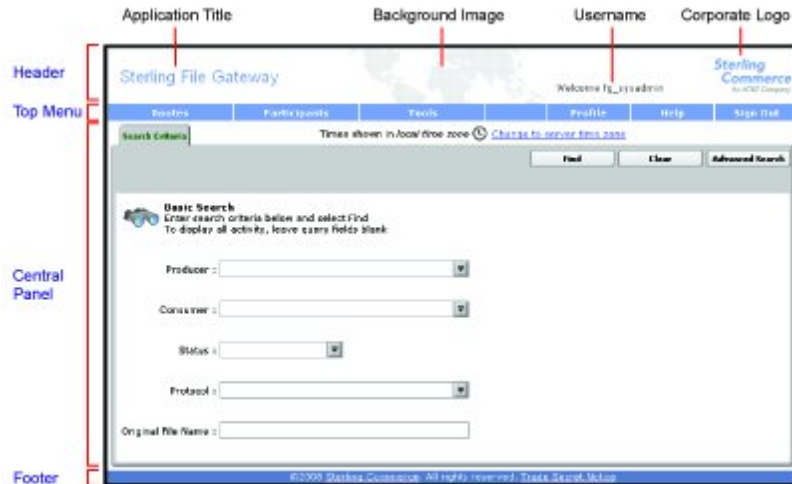 Application Title Background Image Username Corporate Logo
Header
Sterling File Gateway
Welcome fg_sysadmin
Sterling
Commerce
An AT&T Company
Top Menu
Routes Participants Tools Profile Help Sign Out
Search Criteria
Times shown in local time zone Change to server time zone
Find Clear Advanced Search
Basic Search
Enter search criteria below and select Find
To display all activity, leave query fields blank
Central
Panel
Producer :
Consumer :
Status :
Protocol :
Original File Name :
Footer
©2008 Sterling Commerce. All rights reserved. Trade Secret Notice